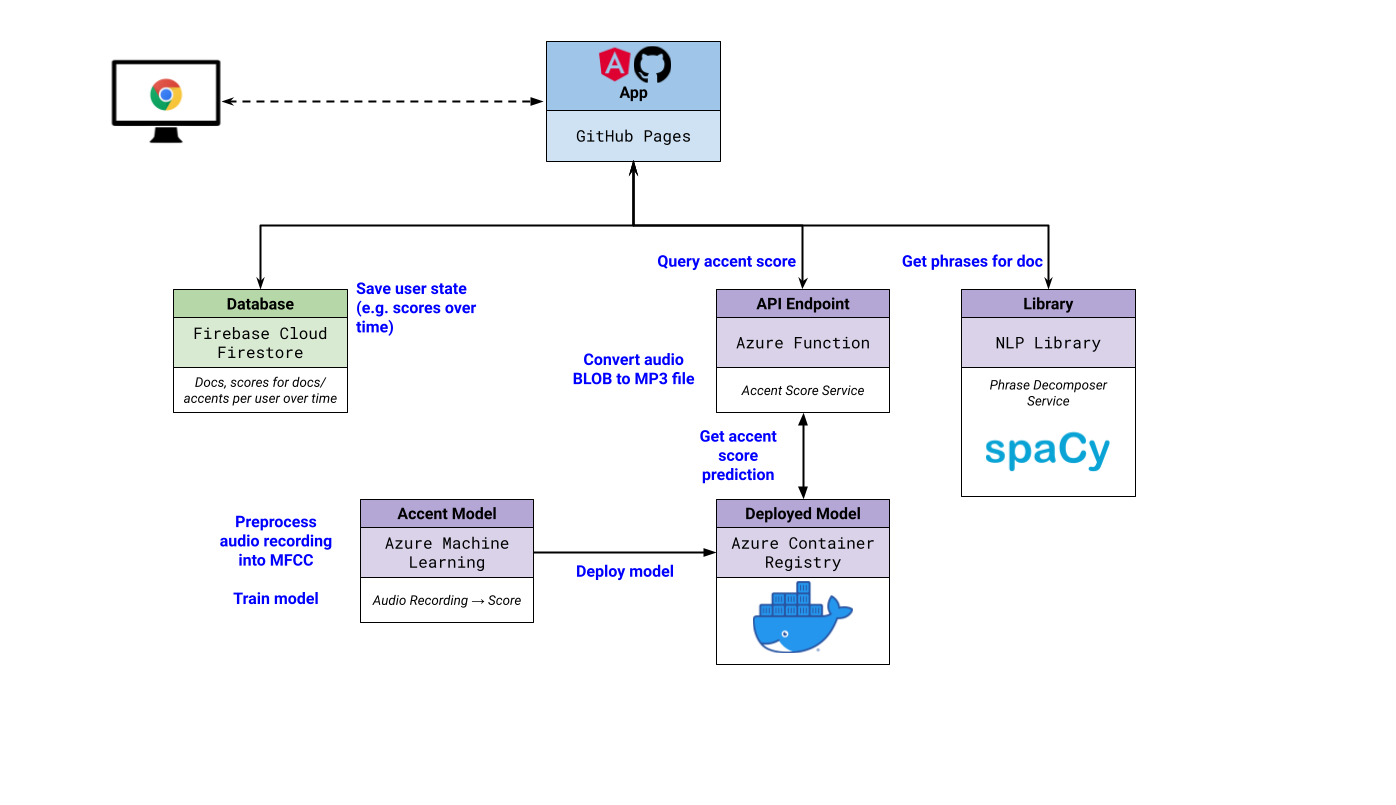 App
GitHub Pages
Query accent score
Get phrases for doc
Database
Firebase Cloud
Firestore
Docs, scores for docs/
accents per user over time
Save user state
(e.g. scores over
time)
Convert audio
BLOB to MP3 file
API Endpoint
Azure Function
Accent Score Service
Library
NLP Library
Phrase Decomposer
Service
spaCy
Get accent
score
prediction
Preprocess
audio recording
into MFCC
Train model
Accent Model
Azure Machine
Learning
Audio Recording → Score
Deploy model
Deployed Model
Azure Container
Registry